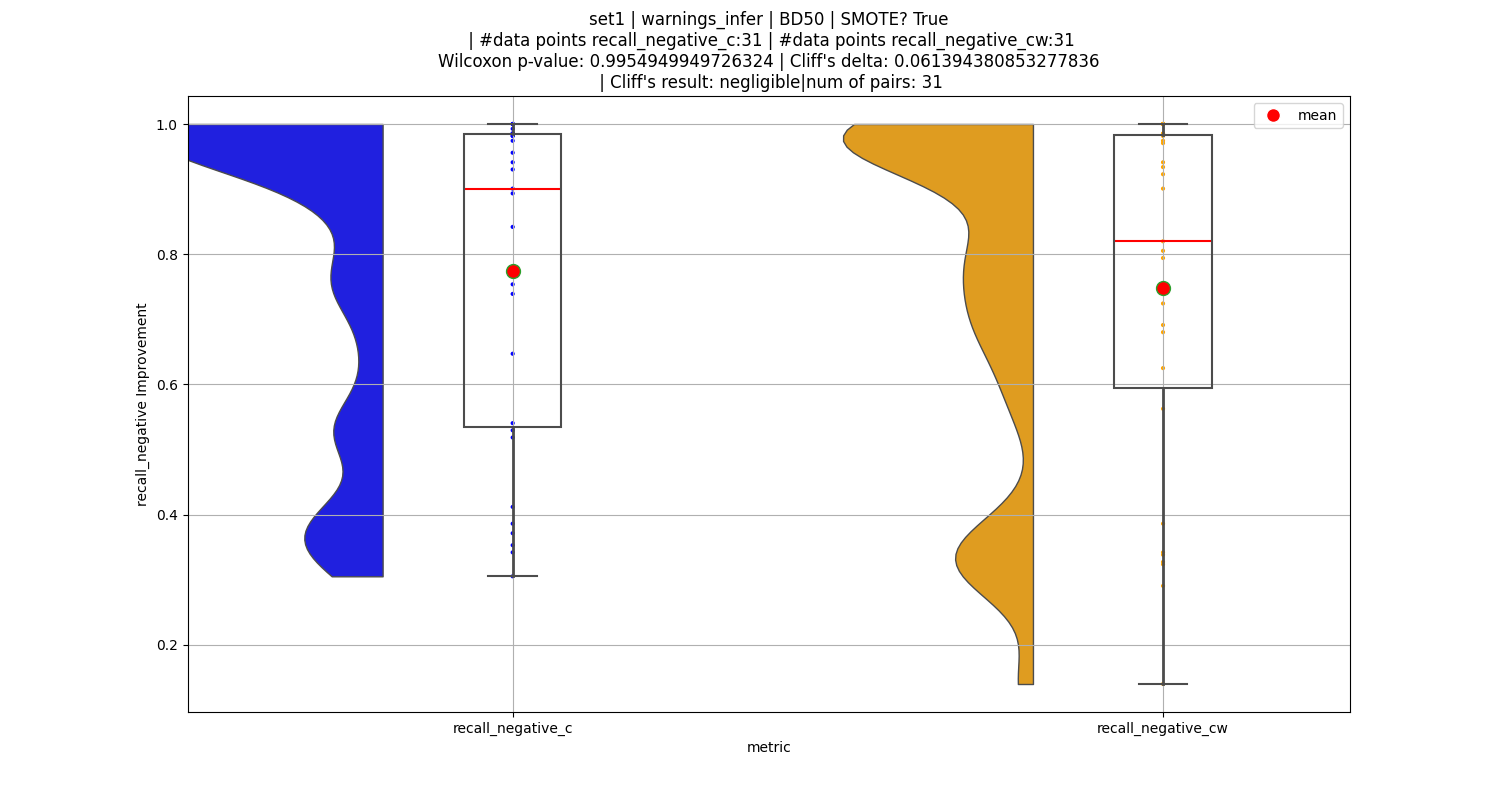 set1 | warnings_infer | BD50 | SMOTE? True
| #data points recall_negative_c:31 | #data points recall_negative_cw:31
Wilcoxon p-value: 0.9954949949726324 | Cliff's delta: 0.061394380853277836
| Cliff's result: negligible|num of pairs: 31
mean
1.0
0.8
0.6
0.4
0.2
recall_negative Improvement
recall_negative_c
recall_negative_cw
metric